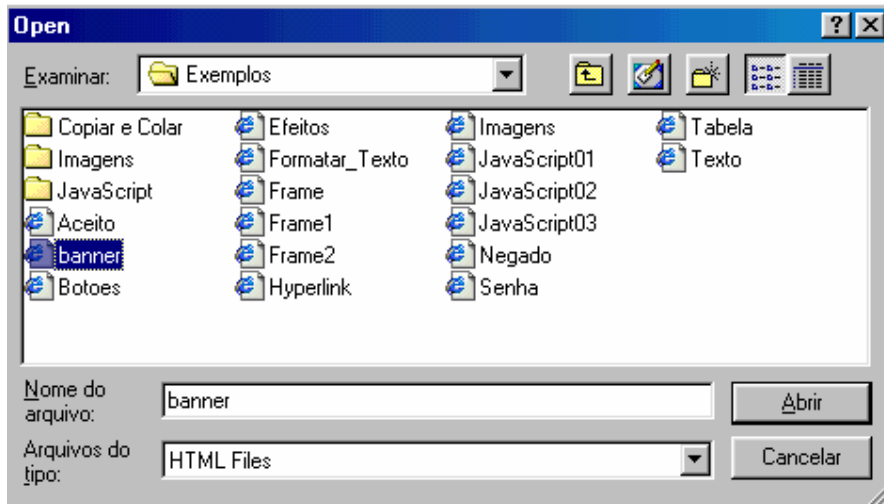 Open
Examinar: Exemplos
Copiar e Colar Efeitos Imagens Tabela
Imagens Formatar_Texto JavaScript01 Texto
JavaScript Frame JavaScript02
Aceito Frame1 JavaScript03
banner Frame2 Negado
Botoes Hyperlink Senha
Nome do arquivo: banner Abrir
Arquivos do tipo: HTML Files Cancelar